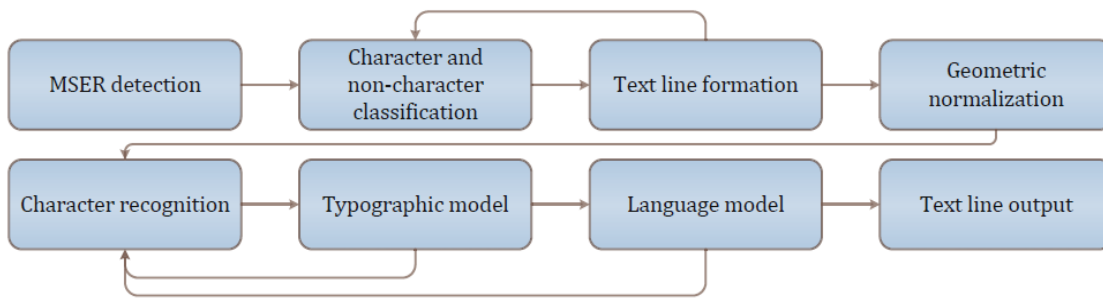 MSER detection
Character and
non-character
classification
Text line formation
Geometric
normalization
Character recognition
Typographic model
Language model
Text line output